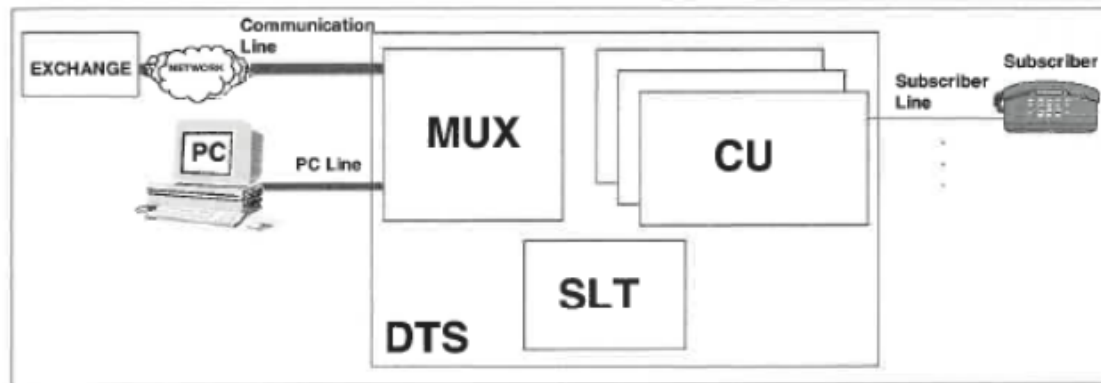 Communication
Line
EXCHANGE
NETWORK
Subscriber
Subscriber
Line
MUX
CU
PC
PC Line
SLT
DTS